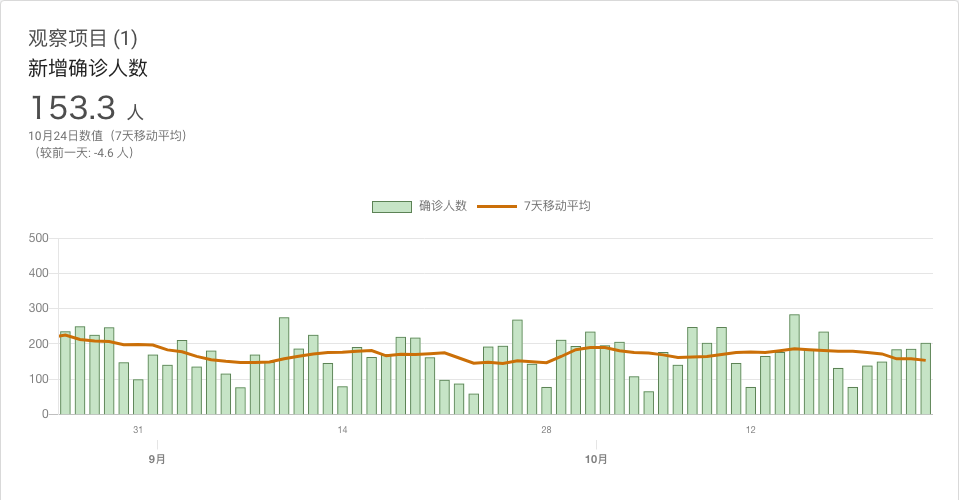 观察项目 (1)
新增确诊人数
153.3 人
10月24日数值（7天移动平均）
（较前一天: -4.6 人）
确诊人数 7天移动平均
500
400
300
200
100
0
31 14 28 12
9月 10月